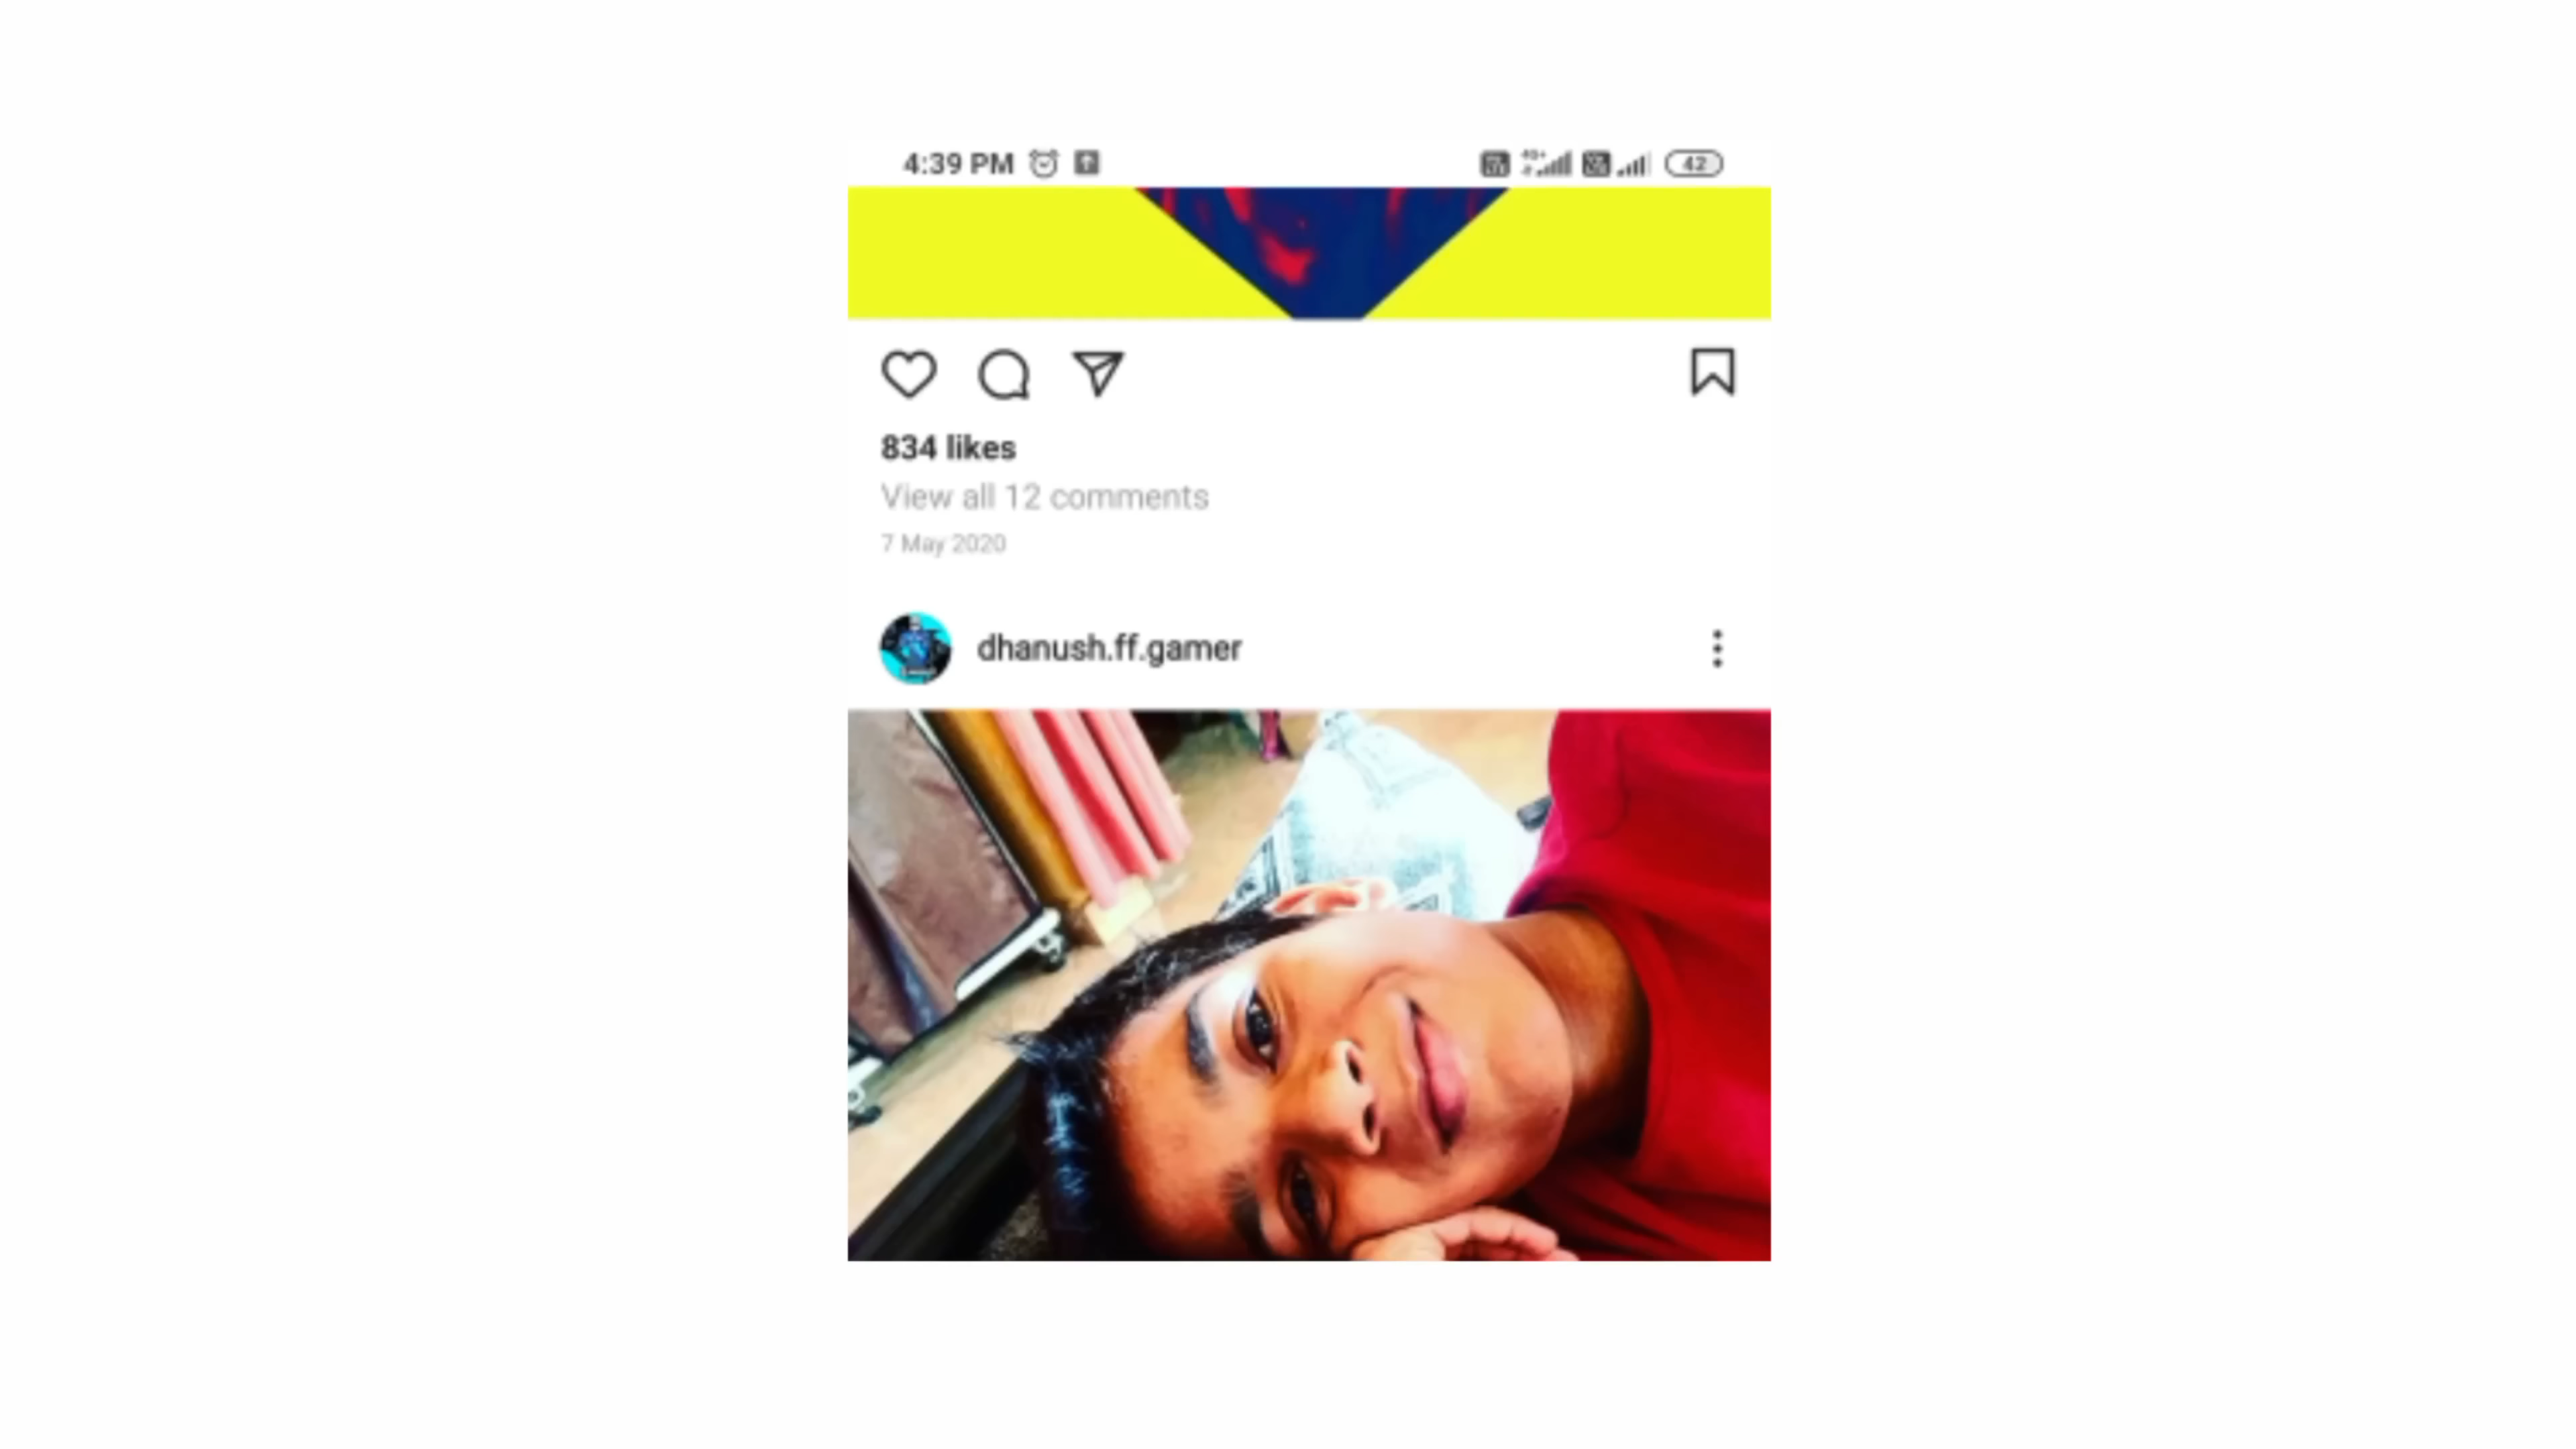 4:39 PM 42
834 likes
View all 12 comments
7 May 2020
dhanush.ff.gamer